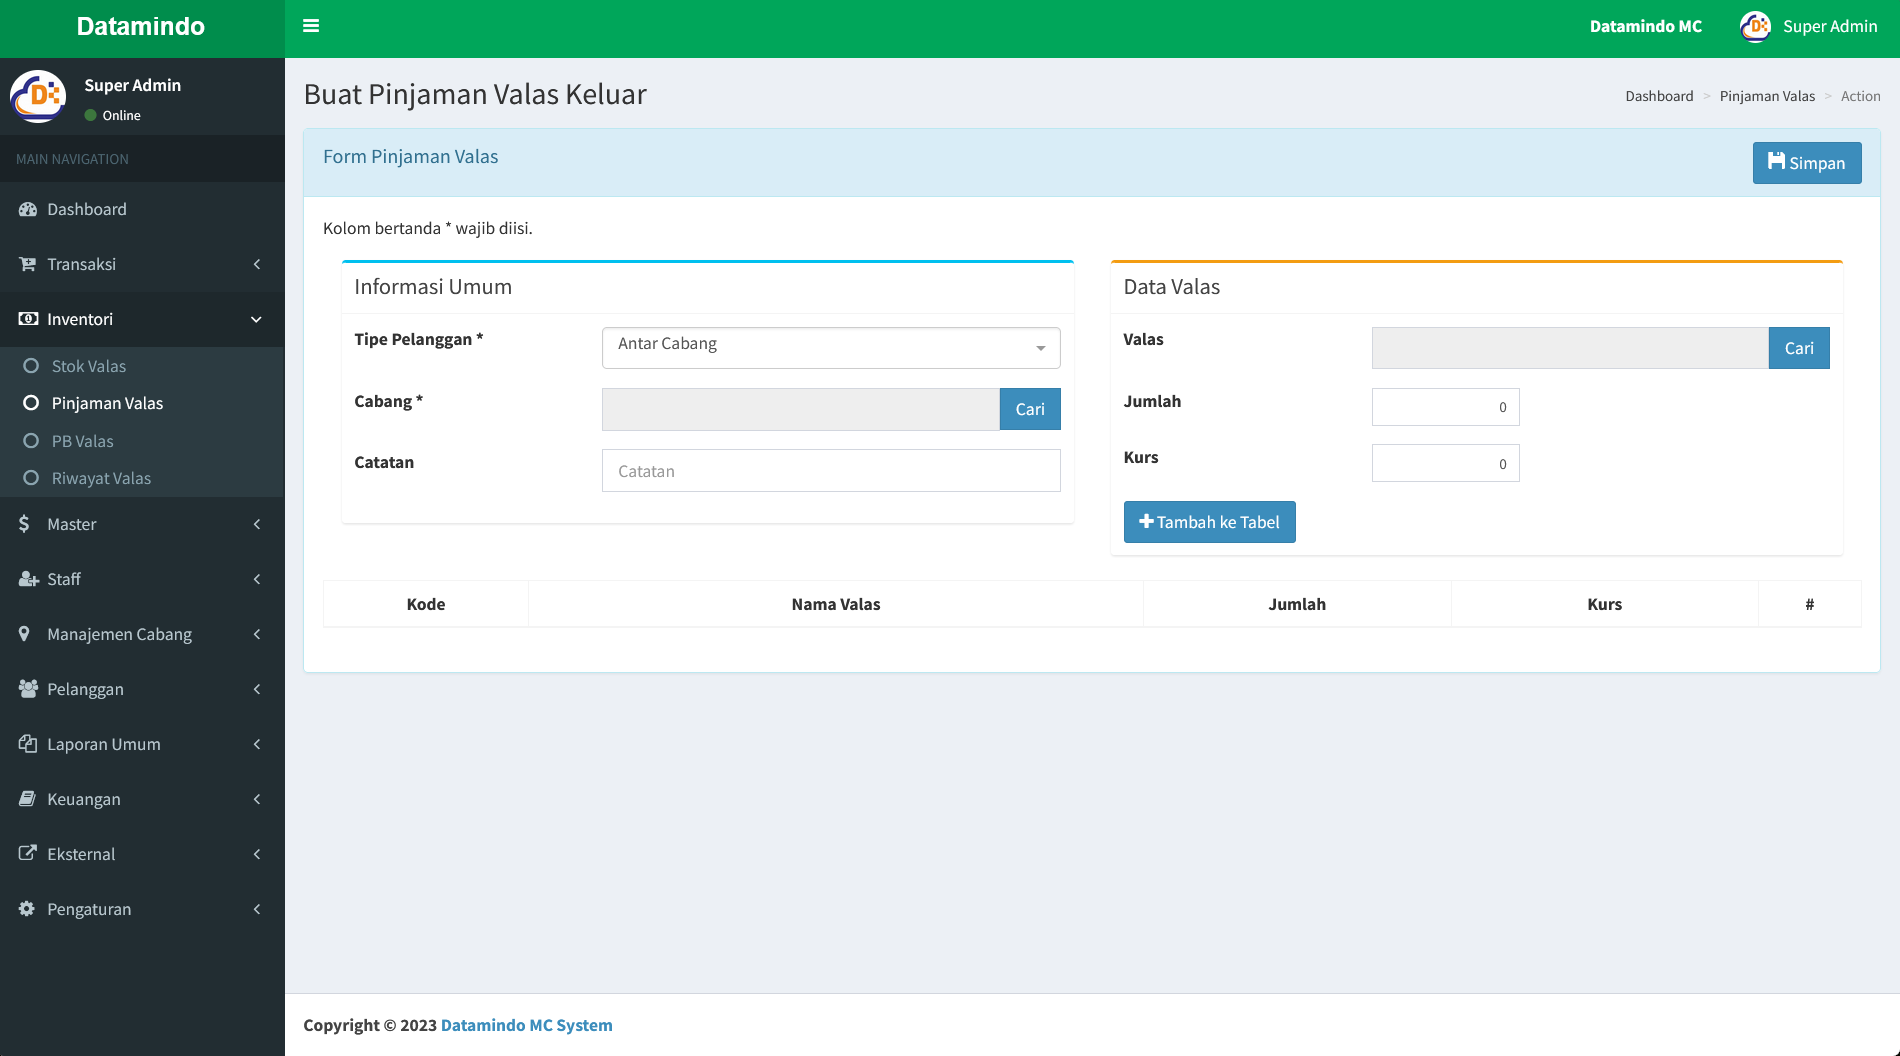 Datamindo
Datamindo MC
Super Admin
Super Admin
Online
MAIN NAVIGATION
Dashboard
Transaksi
Inventori
Stok Valas
Pinjaman Valas
PB Valas
Riwayat Valas
Master
Staff
Manajemen Cabang
Pelanggan
Laporan Umum
Keuangan
Eksternal
Pengaturan
Buat Pinjaman Valas Keluar
Dashboard > Pinjaman Valas > Action
Form Pinjaman Valas
Simpan
Kolom bertanda * wajib diisi.
Informasi Umum
Tipe Pelanggan *
Antar Cabang
Cabang *
Cari
Catatan
Catatan
Data Valas
Valas
Cari
Jumlah
0
Kurs
0
Tambah ke Tabel
Kode Nama Valas Jumlah Kurs #
Copyright © 2023 Datamindo MC System